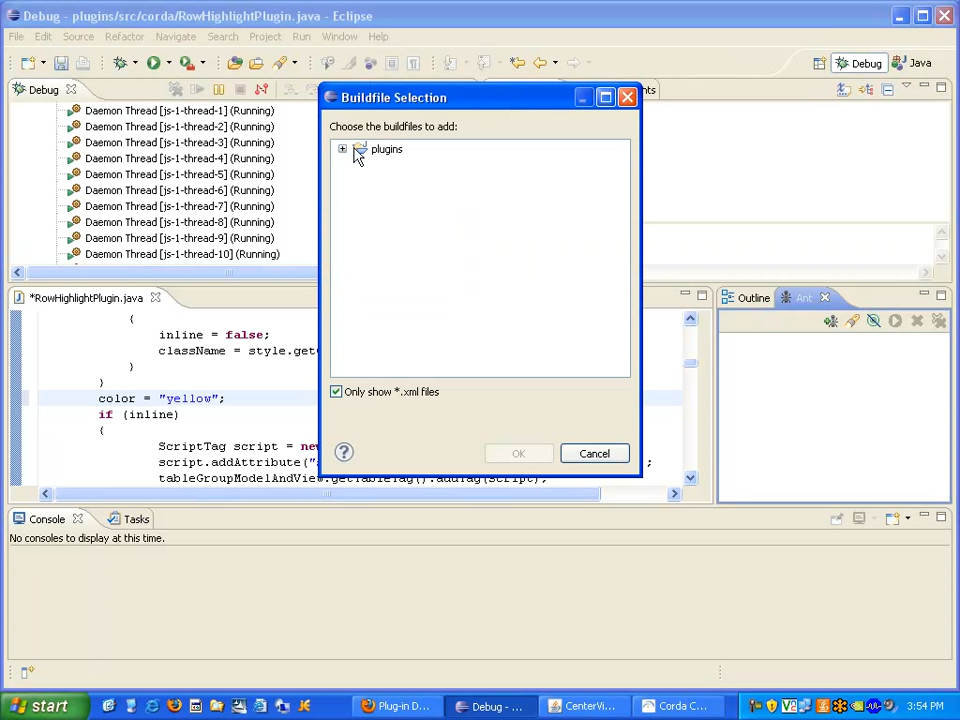 Debug - plugins/src/corda/RowHighlightPlugin.java - Eclipse
File Edit Source Refactor Navigate Search Project Run Window Help
Debug Java
Debug
Daemon Thread [js-1-thread-1] (Running)
Daemon Thread [js-1-thread-2] (Running)
Daemon Thread [js-1-thread-3] (Running)
Daemon Thread [js-1-thread-4] (Running)
Daemon Thread [js-1-thread-5] (Running)
Daemon Thread [js-1-thread-6] (Running)
Daemon Thread [js-1-thread-7] (Running)
Daemon Thread [js-1-thread-8] (Running)
Daemon Thread [js-1-thread-9] (Running)
Daemon Thread [js-1-thread-10] (Running)
Buildfile Selection
Choose the buildfiles to add:
plugins
Only show *.xml files
OK Cancel
*RowHighlightPlugin.java
{
inline = false;
className = style.get
}
}
color = "yellow";
if (inline)
{
ScriptTag script = new
script.addAttribute(" ;
tableGroupModelAndView.getTableTag().addTag(script);
Outline Ant
Console Tasks
No consoles to display at this time.
start
Plug-in D...
Debug - ...
CenterVi...
Corda C...
3:54 PM